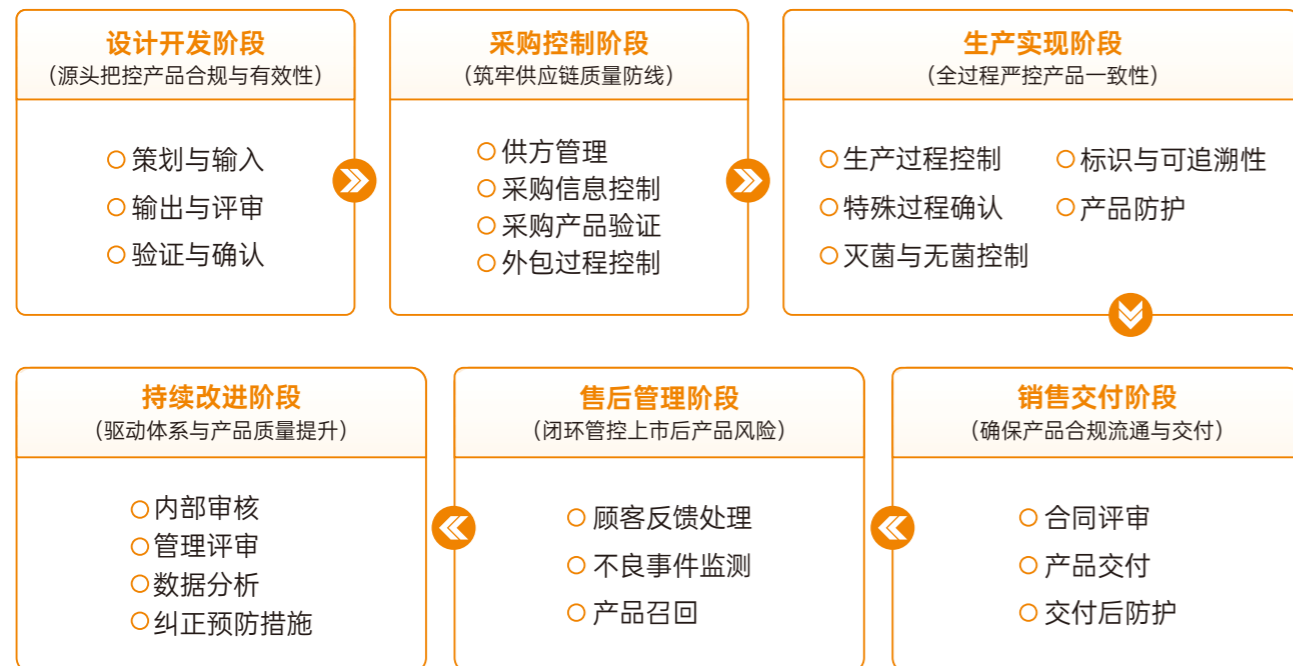 设计开发阶段
（源头把控产品合规与有效性）
策划与输入
输出与评审
验证与确认
采购控制阶段
（筑牢供应链质量防线）
供方管理
采购信息控制
采购产品验证
外包过程控制
生产实现阶段
（全过程严控产品一致性）
生产过程控制
特殊过程确认
灭菌与无菌控制
标识与可追溯性
产品防护
销售交付阶段
（确保产品合规流通与交付）
合同评审
产品交付
交付后防护
售后管理阶段
（闭环管控上市后产品风险）
顾客反馈处理
不良事件监测
产品召回
持续改进阶段
（驱动体系与产品质量提升）
内部审核
管理评审
数据分析
纠正预防措施